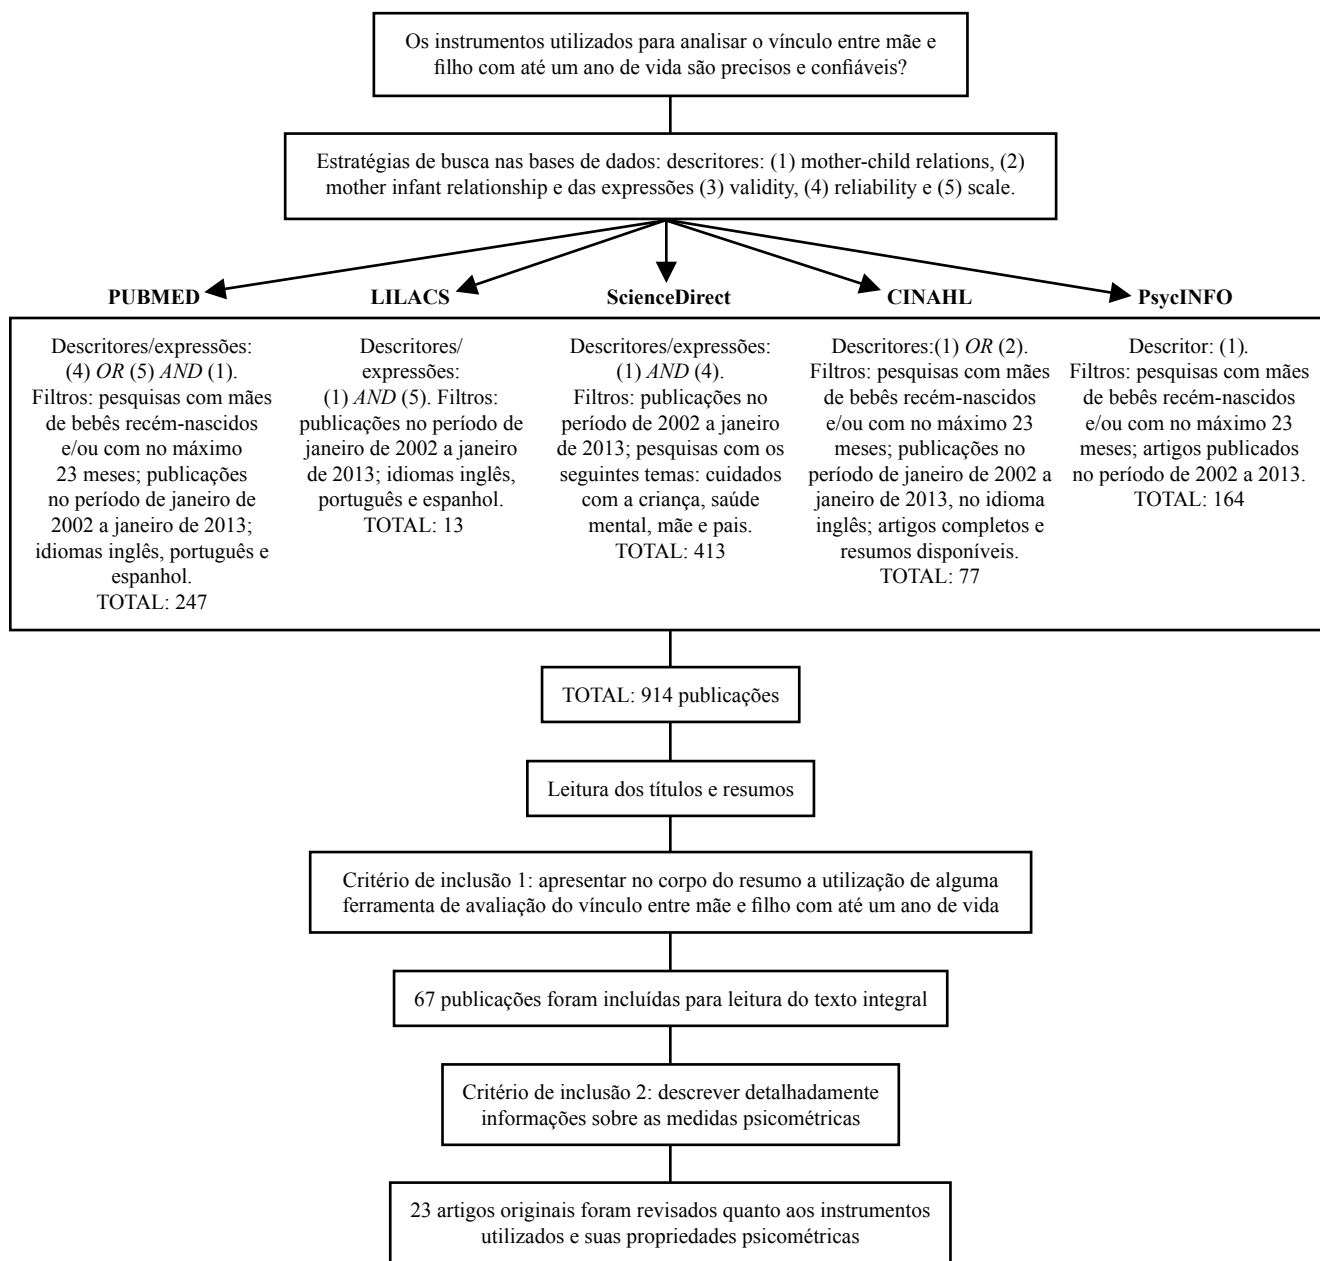 Os instrumentos utilizados para analisar o vínculo entre mãe e
filho com até um ano de vida são precisos e confiáveis?
Estratégias de busca nas bases de dados: descritores: (1) mother-child relations, (2)
mother infant relationship e das expressões (3) validity, (4) reliability e (5) scale.
PUBMED
Descritores/expressões:
(4) OR (5) AND (1).
Filtros: pesquisas com mães
de bebês recém-nascidos
e/ou com no máximo
23 meses; publicações
no período de janeiro de
2002 a janeiro de 2013;
idiomas inglês, português e
espanhol.
TOTAL: 247
LILACS
Descritores/
expressões:
(1) AND (5). Filtros:
publicações no período de
janeiro de 2002 a janeiro
de 2013; idiomas inglês,
português e espanhol.
TOTAL: 13
ScienceDirect
Descritores/expressões:
(1) AND (4).
Filtros: publicações no
período de 2002 a janeiro
de 2013; pesquisas com os
seguintes temas: cuidados
com a criança, saúde
mental, mãe e pais.
TOTAL: 413
CINAHL
Descritores:(1) OR (2).
Filtros: pesquisas com mães
de bebês recém-nascidos
e/ou com no máximo 23
meses; publicações no
período de janeiro de 2002 a
janeiro de 2013, no idioma
inglês; artigos completos e
resumos disponíveis.
TOTAL: 77
PsycINFO
Descritor: (1).
Filtros: pesquisas com mães
de bebês recém-nascidos
e/ou com no máximo 23
meses; artigos publicados
no período de 2002 a 2013.
TOTAL: 164
TOTAL: 914 publicações
Leitura dos títulos e resumos
Critério de inclusão 1: apresentar no corpo do resumo a utilização de alguma
ferramenta de avaliação do vínculo entre mãe e filho com até um ano de vida
67 publicações foram incluídas para leitura do texto integral
Critério de inclusão 2: descrever detalhadamente
informações sobre as medidas psicométricas
23 artigos originais foram revisados quanto aos instrumentos
utilizados e suas propriedades psicométricas